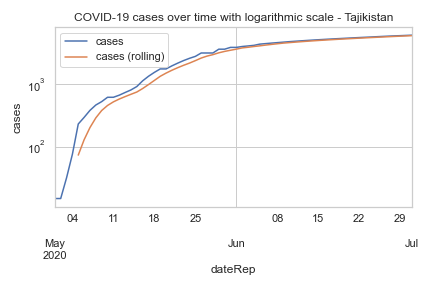 COVID-19 cases over time with logarithmic scale - Tajikistan
cases
cases (rolling)
10³
10²
cases
04 11 18 25 08 15 22 29
May Jun Jul
2020
dateRep